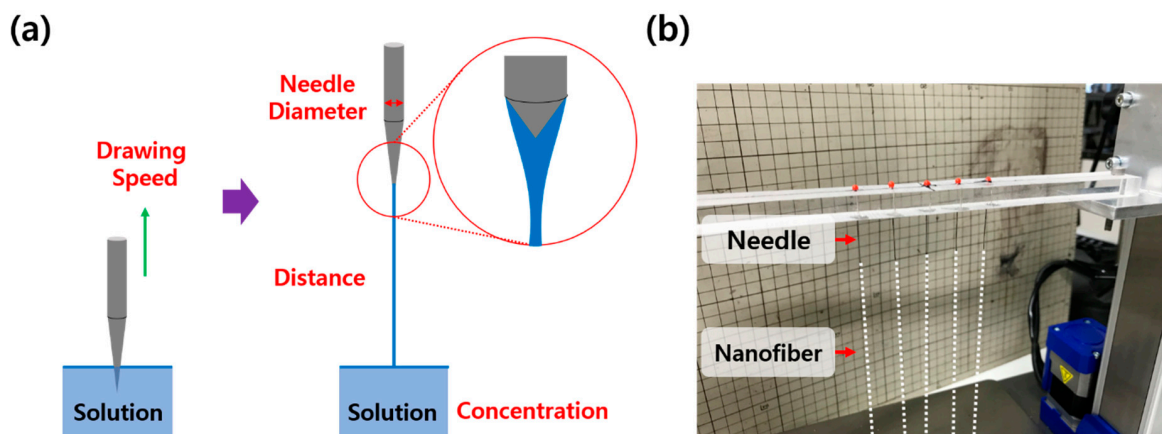 (a)
Drawing
Speed
Solution
Needle
Diameter
Distance
Solution
Concentration
(b)
Needle
Nanofiber